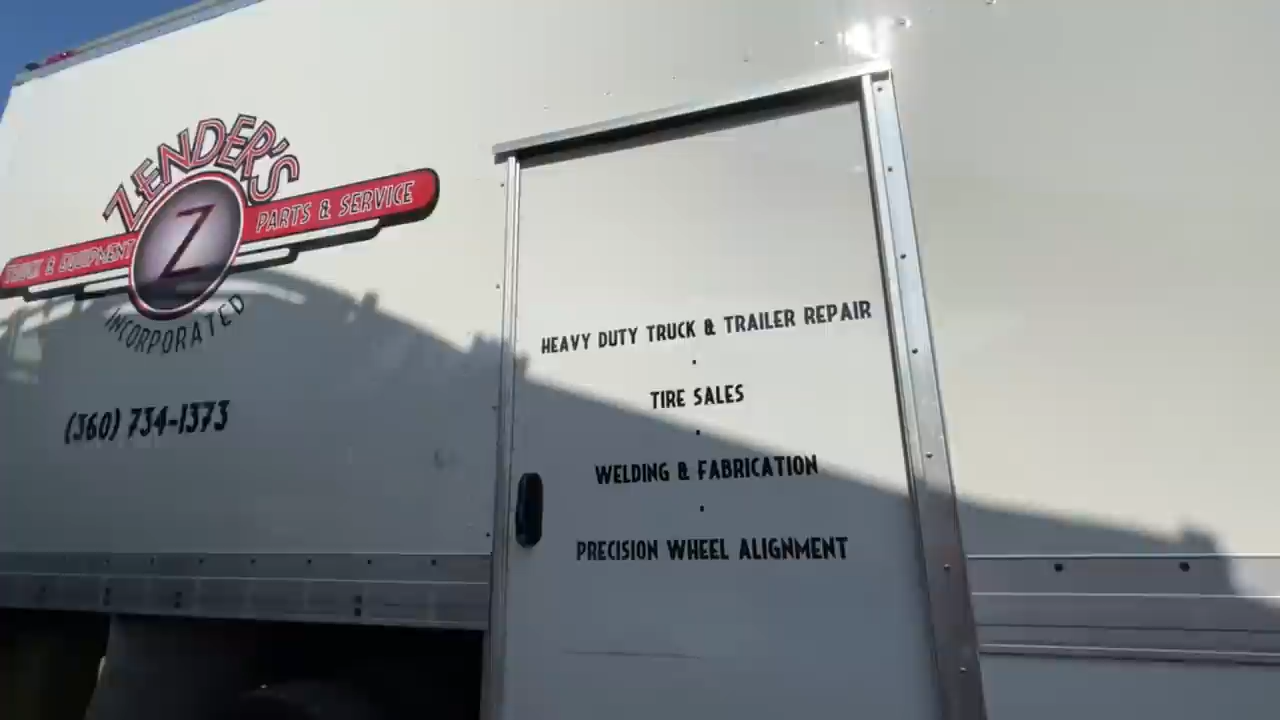 ZENDER'S
TRUCK & EQUIPMENT
PARTS & SERVICE
Z
INCORPORATED
(360) 734-1373
HEAVY DUTY TRUCK & TRAILER REPAIR
TIRE SALES
WELDING & FABRICATION
PRECISION WHEEL ALIGNMENT